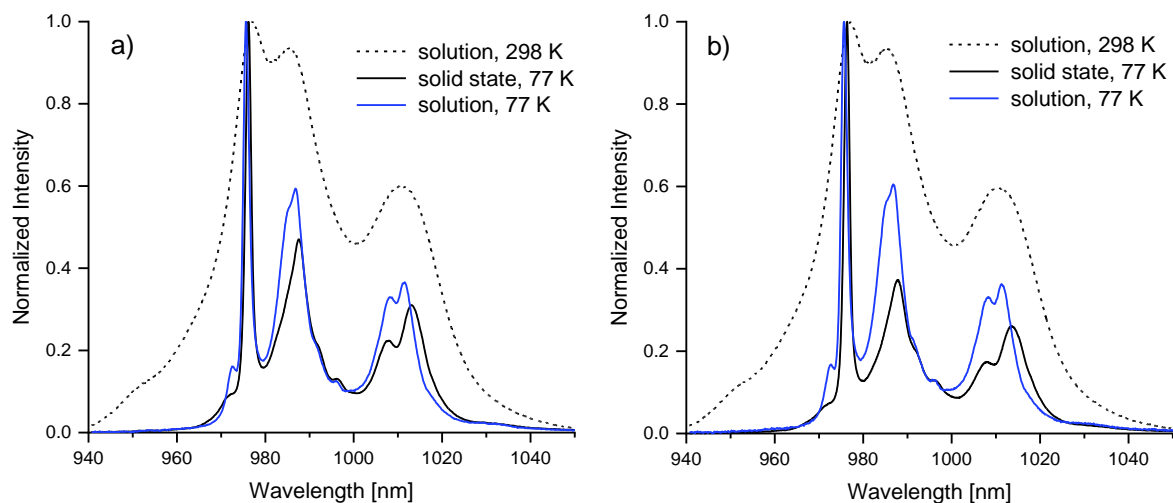 a)
solution, 298 K
solid state, 77 K
solution, 77 K
Normalized Intensity
1.0
0.8
0.6
0.4
0.2
0.0
940 960 980 1000 1020 1040
Wavelength [nm]
b)
solution, 298 K
solid state, 77 K
solution, 77 K
Normalized Intensity
1.0
0.8
0.6
0.4
0.2
0.0
940 960 980 1000 1020 1040
Wavelength [nm]